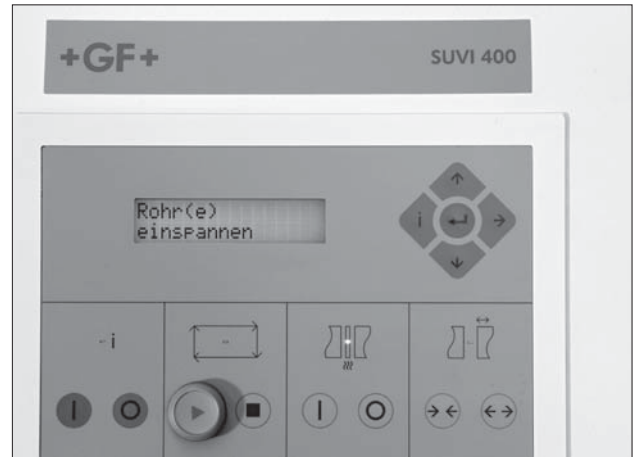 +GF+
SUVI 400
Rohr(e)
einspannen
i
i
I O
I O